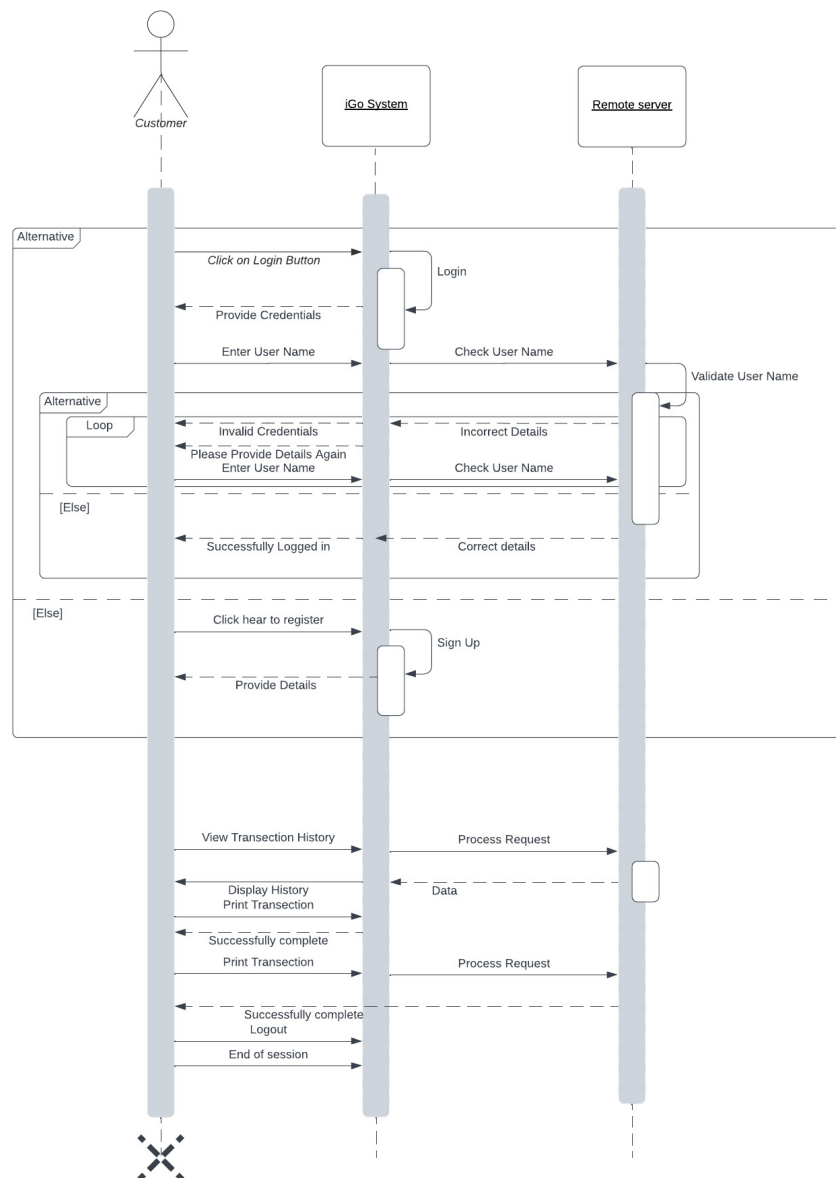 Customer
iGo System
Remote server
Alternative
Click on Login Button
Login
Provide Credentials
Enter User Name
Check User Name
Validate User Name
Alternative
Loop
Invalid Credentials
Incorrect Details
Please Provide Details Again
Enter User Name
Check User Name
[Else]
Successfully Logged in
Correct details
[Else]
Click hear to register
Sign Up
Provide Details
View Transection History
Process Request
Display History
Data
Print Transection
Successfully complete
Print Transection
Process Request
Successfully complete
Logout
End of session